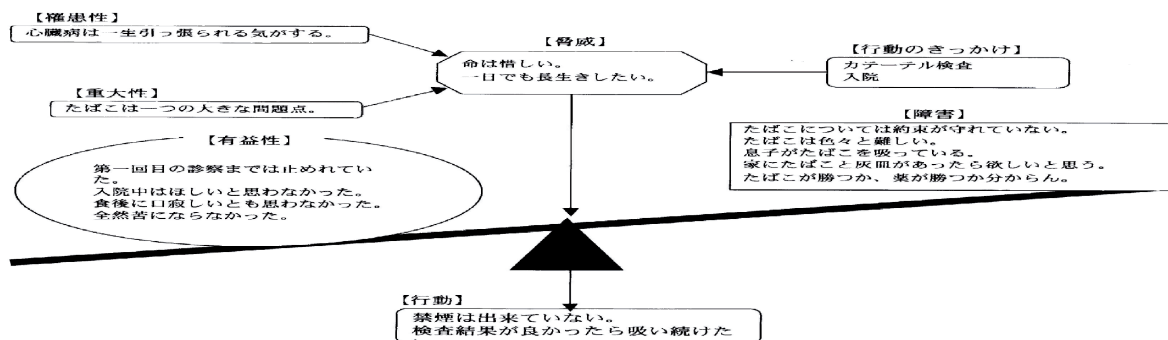 【罹患性】
心臓病は一生引っ張られる気がする。
【重大性】
たばこは一つの大きな問題点。
【脅威】
命は惜しい。
一日でも長生きしたい。
【行動のきっかけ】
カテーテル検査
入院
【有益性】
第一回目の診察までは止めれてい
た。
入院中はほしいと思わなかった。
食後に口寂しいとも思わなかった。
全然苦にならなかった。
【障害】
たばこについては約束が守れていない。
たばこは色々と難しい。
息子がたばこを吸っている。
家にたばこと灰皿があったら欲しいと思う。
たばこが勝つか、薬が勝つか分からん。
【行動】
禁煙は出来ていない。
検査結果が良かったら吸い続けた